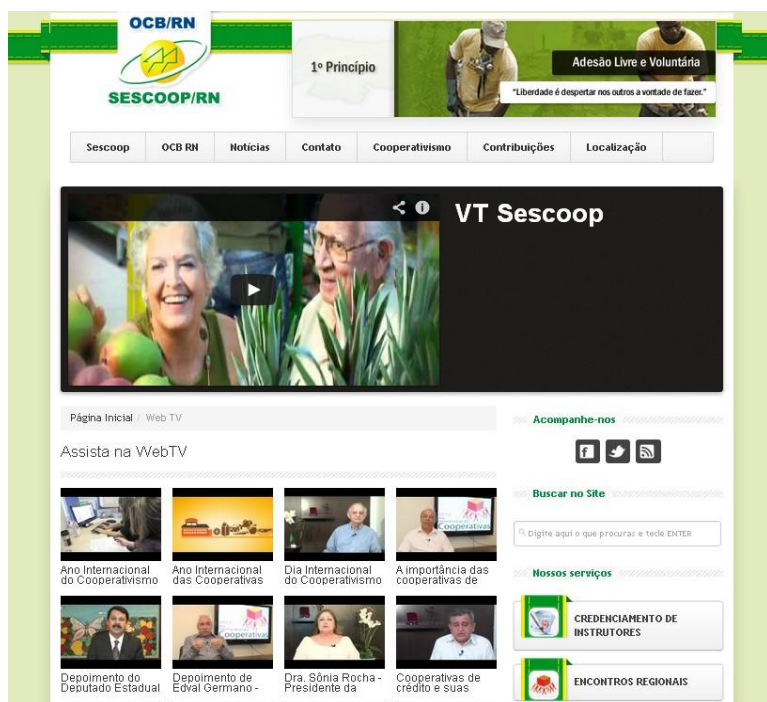 OCB/RN
SESCOOP/RN
1º Princípio
Adesão Livre e Voluntária
"Liberdade é despertar nos outros a vontade de fazer."
Sescoop
OCB RN
Notícias
Contato
Cooperativismo
Contribuições
Localização
VT Sescoop
Página Inicial / Web TV
Assista na WebTV
Ano Internacional
do Cooperativismo
Ano Internacional
das Cooperativas
Dia Internacional
do Cooperativismo
Cooperativas
A importância das
cooperativas de
Depoimento do
Deputado Estadual
Cooperativas
Depoimento de
Edval Germano -
Dra. Sônia Rocha -
Presidente da
Cooperativas de
crédito e suas
Acompanhe-nos
Buscar no Site
Digite aqui o que procuras e tecle ENTER
Nossos serviços
CREDENCIAMENTO DE
INSTRUTORES
ENCONTROS REGIONAIS